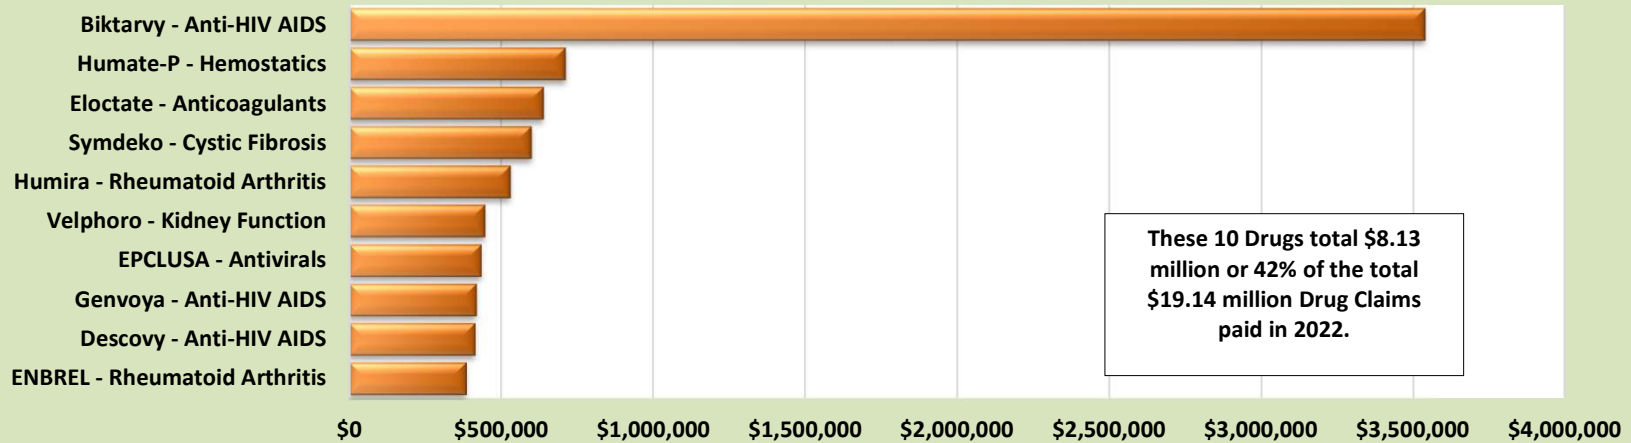 Biktarvy - Anti-HIV AIDS
Humate-P - Hemostatics
Eloctate - Anticoagulants
Symdeko - Cystic Fibrosis
Humira - Rheumatoid Arthritis
Velphoro - Kidney Function
EPCLUSA - Antivirals
Genvoya - Anti-HIV AIDS
Descovy - Anti-HIV AIDS
ENBREL - Rheumatoid Arthritis
These 10 Drugs total $8.13
million or 42% of the total
$19.14 million Drug Claims
paid in 2022.
$0 $500,000 $1,000,000 $1,500,000 $2,000,000 $2,500,000 $3,000,000 $3,500,000 $4,000,000